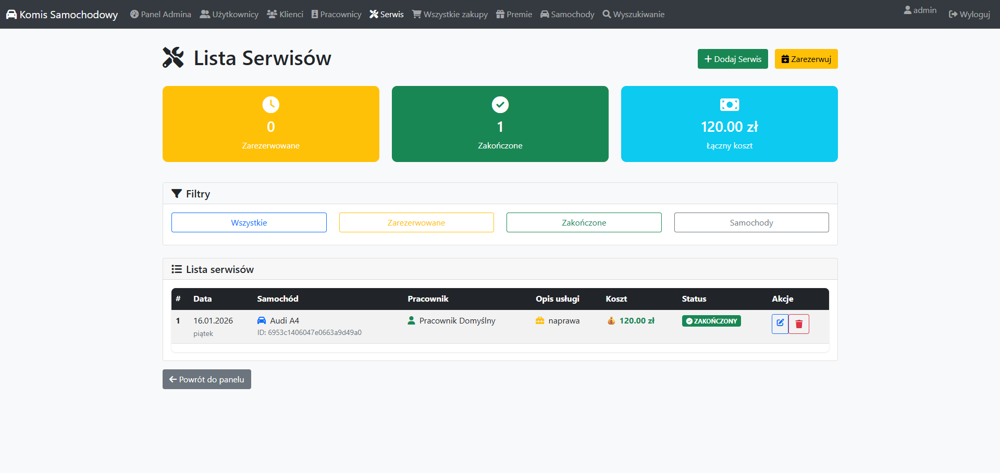 Komis Samochodowy Panel Admina Użytkownicy Klienci Pracownicy Serwis Wszystkie zakupy Premie Samochody Wyszukiwanie admin Wyloguj
Lista Serwisów
Dodaj Serwis Zarezerwuj
0
Zarezerwowane
1
Zakończone
120.00 zł
Łączny koszt
Filtry
Wszystkie Zarezerwowane Zakończone Samochody
Lista serwisów
# Data Samochód Pracownik Opis usługi Koszt Status Akcje
1 16.01.2026 Audi A4 Pracownik Domyślny naprawa 120.00 zł ZAKOŃCZONY
piątek ID: 6953c1406047e0663a9d49a0
Powrót do panelu